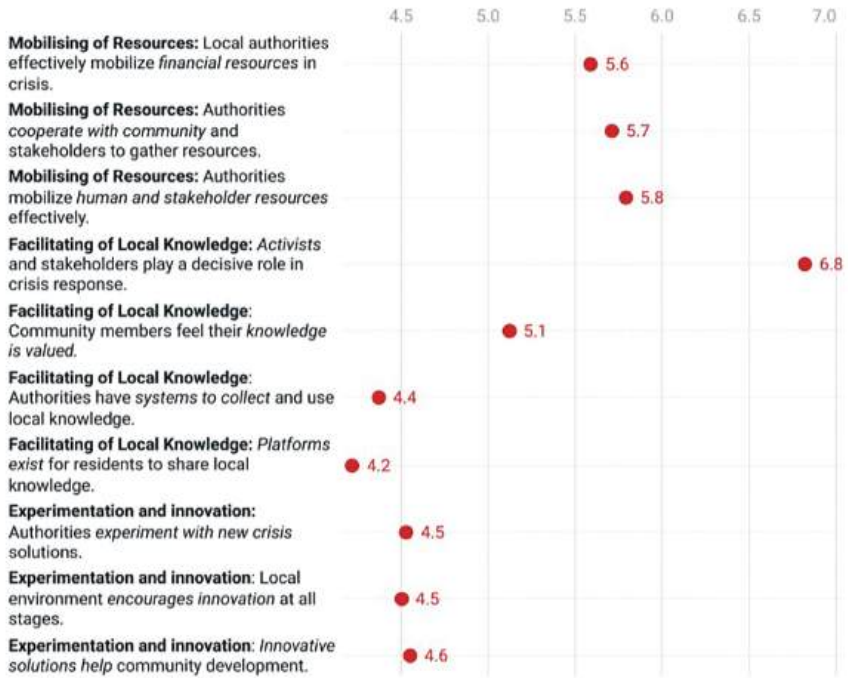 4.5 5.0 5.5 6.0 6.5 7.0
Mobilising of Resources: Local authorities
effectively mobilize financial resources in
crisis.
5.6
Mobilising of Resources: Authorities
cooperate with community and
stakeholders to gather resources.
5.7
Mobilising of Resources: Authorities
mobilize human and stakeholder resources
effectively.
5.8
Facilitating of Local Knowledge: Activists
and stakeholders play a decisive role in
crisis response.
6.8
Facilitating of Local Knowledge:
Community members feel their knowledge
is valued.
5.1
Facilitating of Local Knowledge:
Authorities have systems to collect and use
local knowledge.
4.4
Facilitating of Local Knowledge: Platforms
exist for residents to share local
knowledge.
4.2
Experimentation and innovation:
Authorities experiment with new crisis
solutions.
4.5
Experimentation and innovation: Local
environment encourages innovation at all
stages.
4.5
Experimentation and innovation: Innovative
solutions help community development.
4.6